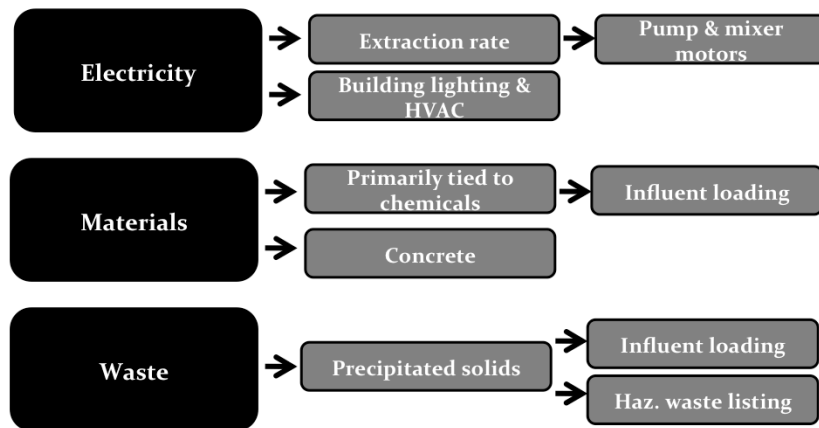 Electricity
Extraction rate
Pump & mixer
motors
Building lighting &
HVAC
Materials
Primarily tied to
chemicals
Influent loading
Concrete
Waste
Precipitated solids
Influent loading
Haz. waste listing